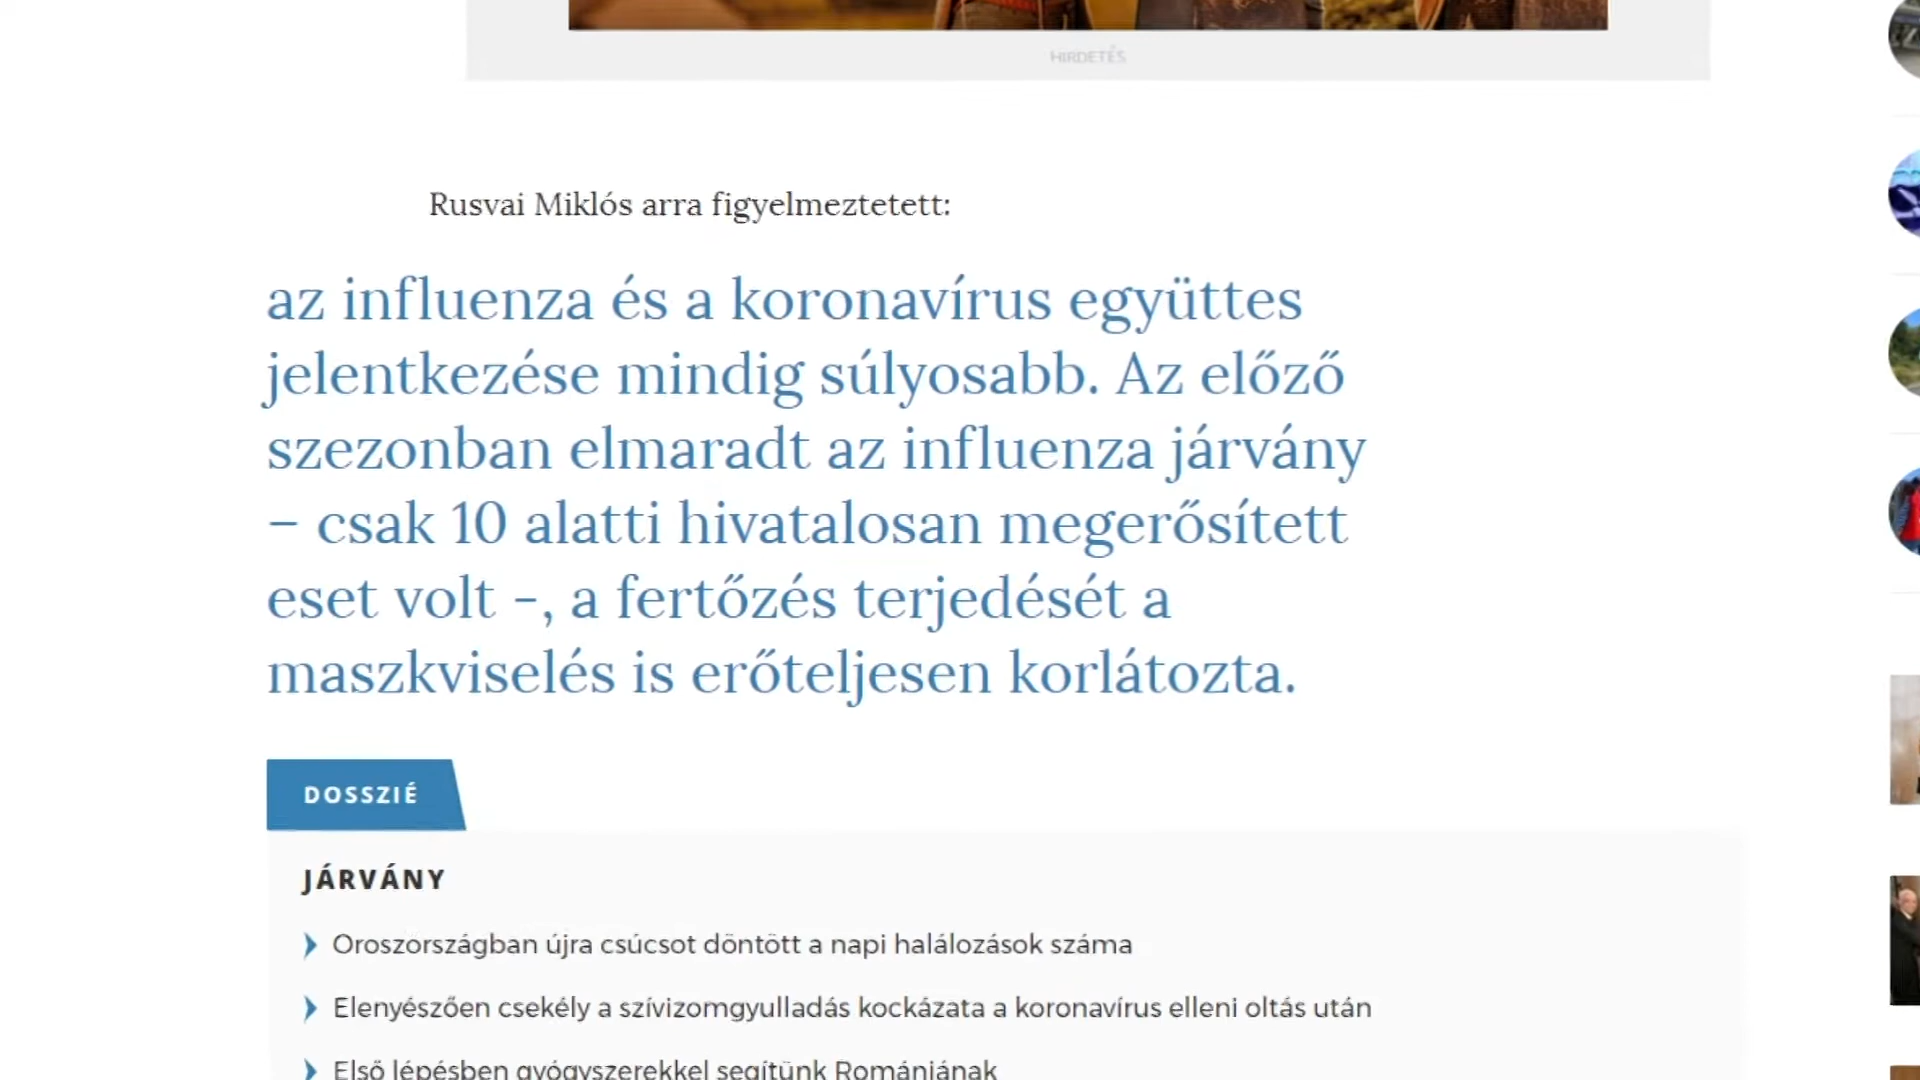 HIRDETÉS
Rusvai Miklós arra figyelmeztetett:
az influenza és a koronavírus együttes
jelentkezése mindig súlyosabb. Az előző
szezonban elmaradt az influenza járvány
– csak 10 alatti hivatalosan megerősített
eset volt -, a fertőzés terjedését a
maszkviselés is erőteljesen korlátozta.
DOSSZIÉ
JÁRVÁNY
Oroszországban újra csúcsot döntött a napi halálozások száma
Elenyészően csekély a szívizomgyulladás kockázata a koronavírus elleni oltás után
Első lépésben gyógyszerekkel segítünk Romániának